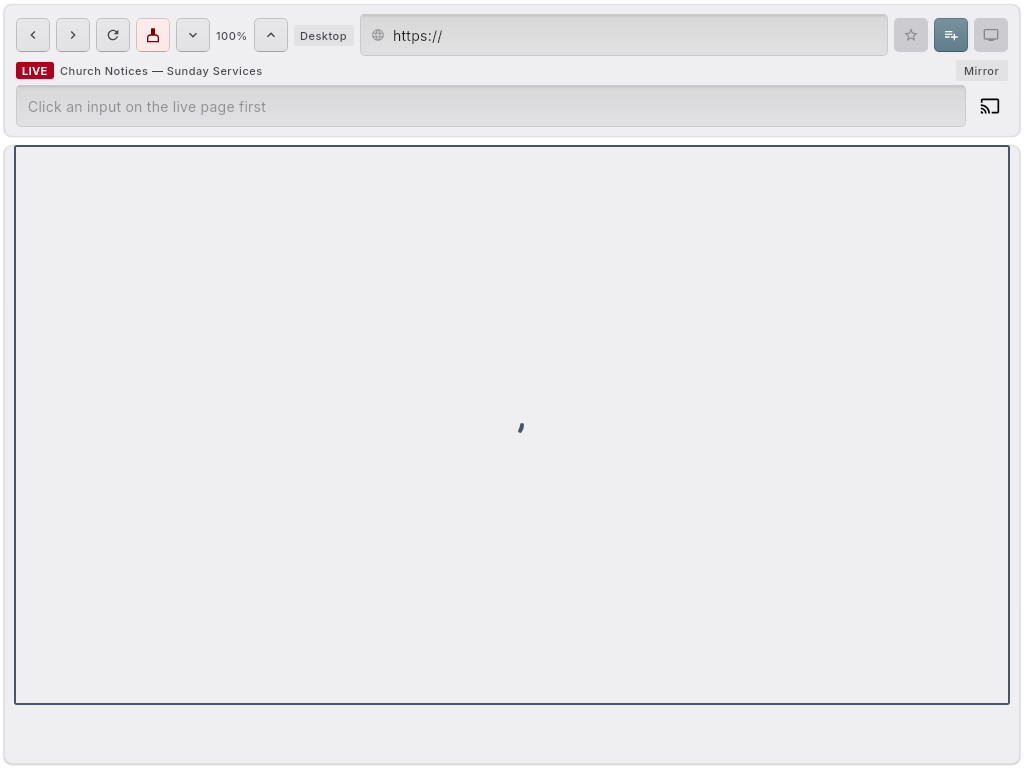 100%
Desktop
https://
LIVE Church Notices — Sunday Services
Mirror
Click an input on the live page first